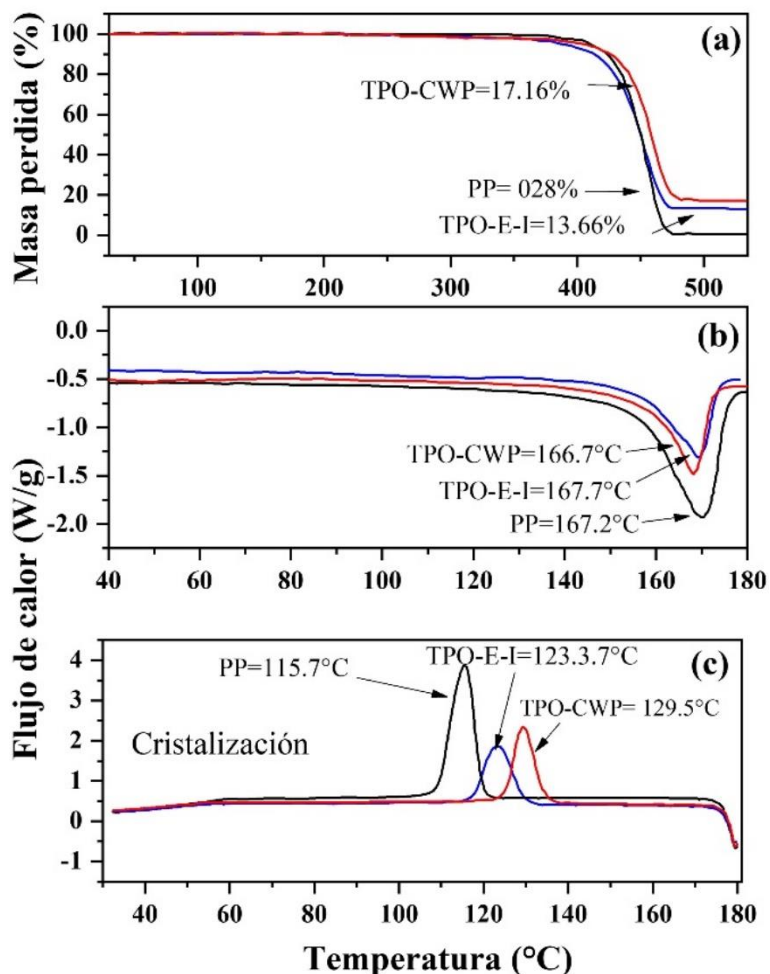 Masa perdida (%)
100
80
60
40
20
0
(a)
TPO-CWP=17.16%
PP= 028%
TPO-E-I=13.66%
100 200 300 400 500
Flujo de calor (W/g)
0.0
-0.5
-1.0
-1.5
-2.0
(b)
TPO-CWP=166.7°C
TPO-E-I=167.7°C
PP=167.2°C
40 60 80 100 120 140 160 180
4
3
2
1
0
-1
(c)
TPO-E-I=123.3.7°C
PP=115.7°C
TPO-CWP= 129.5°C
Cristalización
40 60 80 100 120 140 160 180
Temperatura (°C)